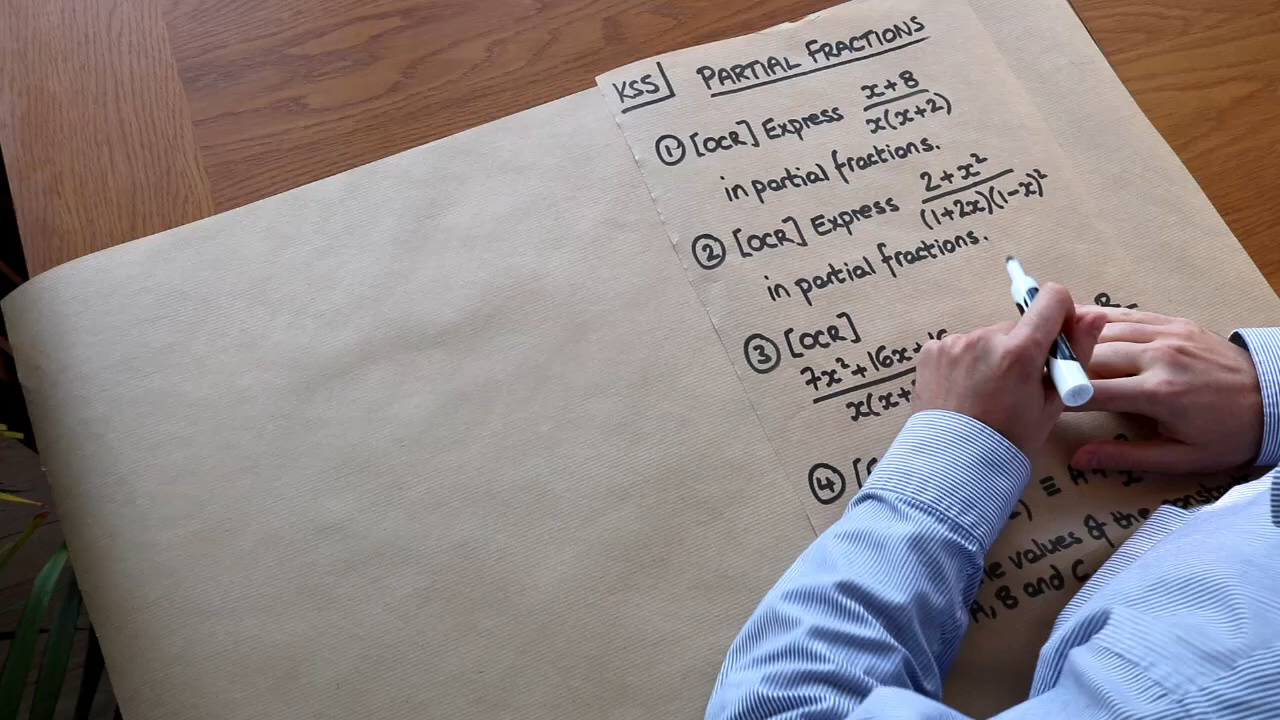 KSS PARTIAL FRACTIONS
① [OCR] Express x+8 / x(x+2)
in partial fractions.
② [OCR] Express 2+x² / (1+2x)(1-x)²
in partial fractions.
③ [OCR]
7x²+16x+16
x(x+
B
④ [
) ≡ A +
x
values of the
A, B and C